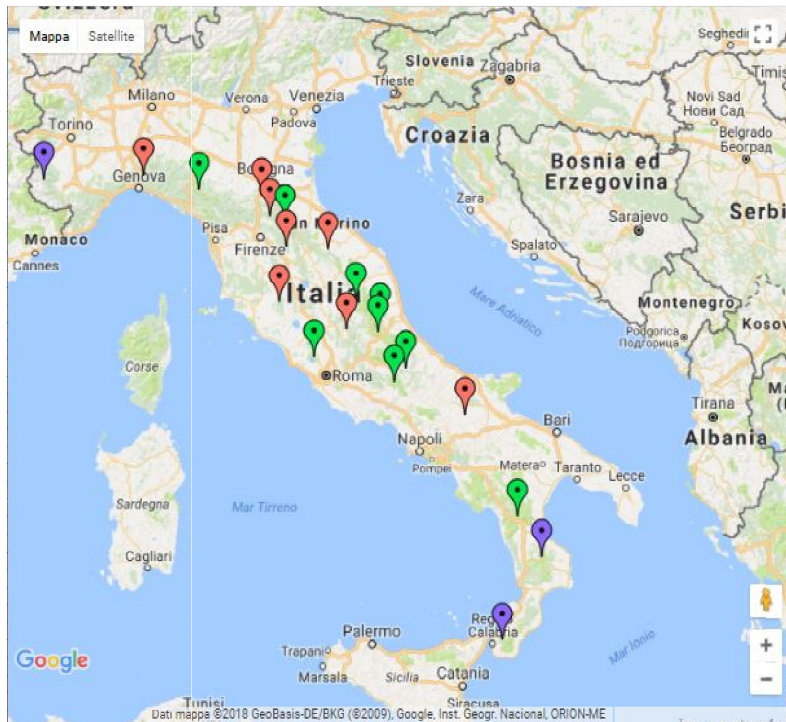 Mappa
Satellite
Slovenia
Zagabria
Seghedin
Timis
Milano
Verona
Venezia
Trieste
Padova
Croazia
Novi Sad
Нови Сад
Belgrado
Београд
Torino
Genova
Bologna
Bosnia ed
Erzegovina
Zara
Serbi
Sarajevo
Spalato
Monaco
Cannes
Pisa
Firenze
San Marino
Italia
Mare Adriatico
Montenegro
Podgorica
Подгорица
Kosov
Corse
Roma
Tirana
Albania
Napoli
Pompei
Bari
Matera
Taranto
Lecce
Sardegna
Mar Tirreno
Cagliari
Palermo
Reggio
Calabria
Trapani
Marsala
Sicilia
Catania
Siracusa
Mar Ionio
Google
Tunisi
Dati mappa ©2018 GeoBasis-DE/BKG (©2009), Google, Inst. Geogr. Nacional, ORION-ME